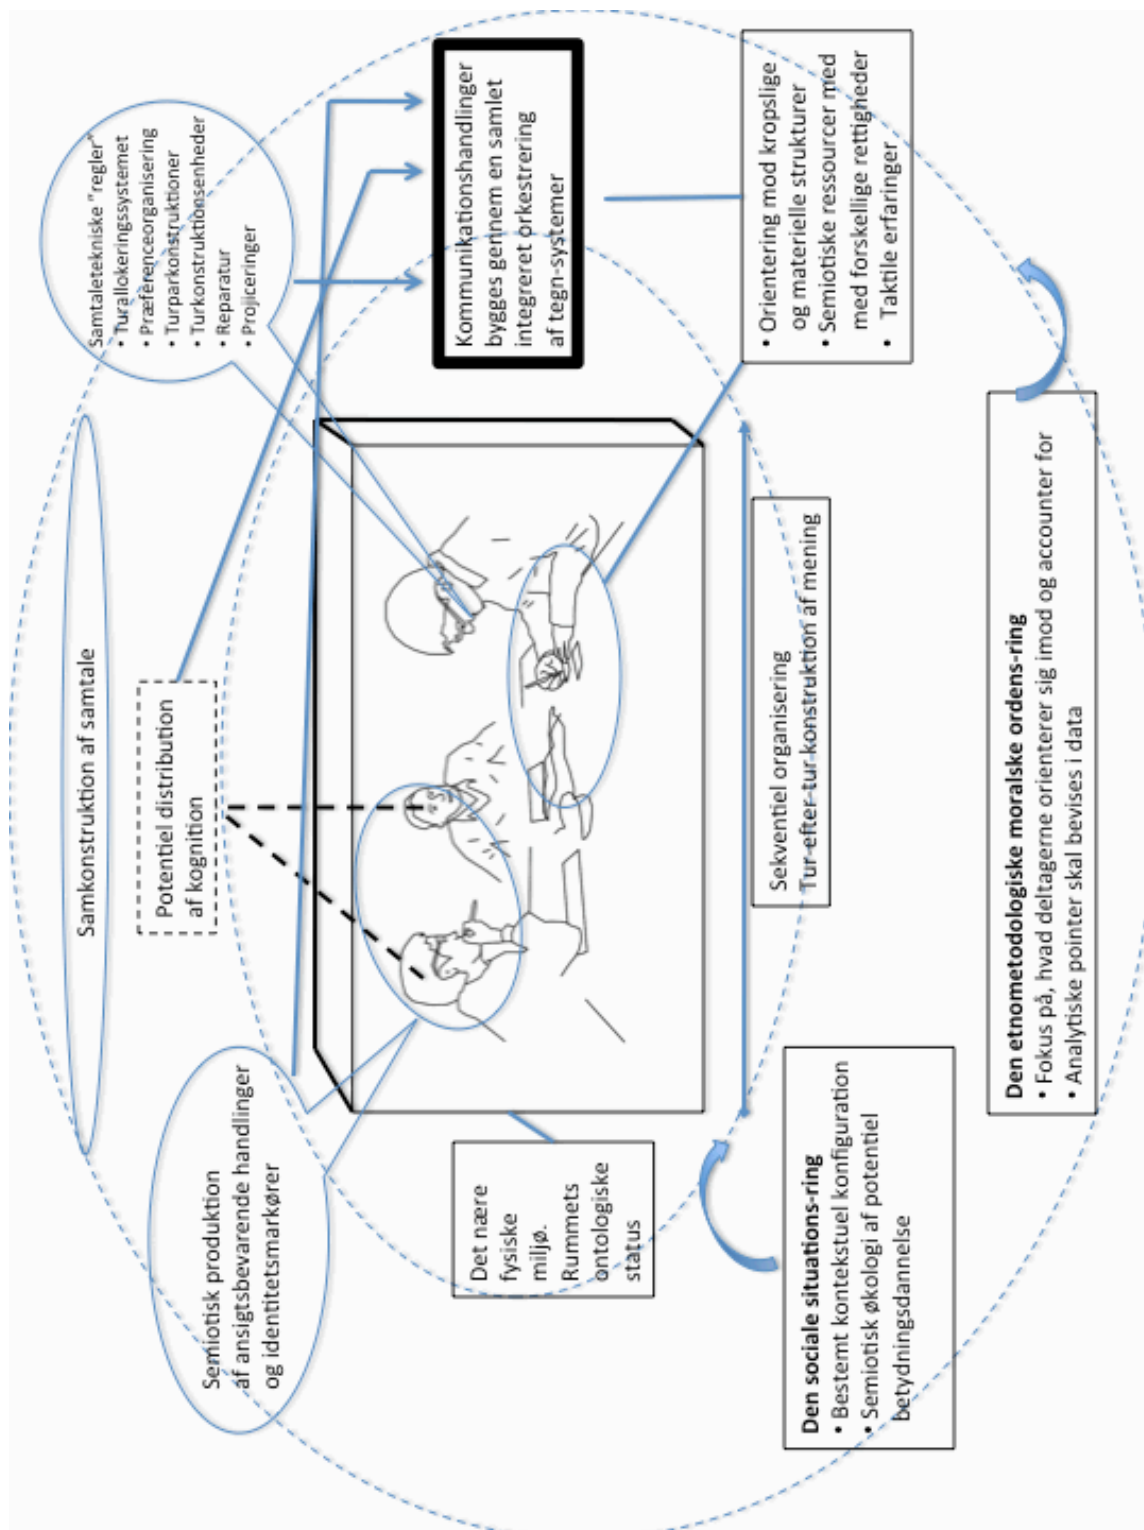 Samkonstruktion af samtale
Semiotisk produktion
af ansigtsbevarende handlinger
og identitetsmarkører
Potentiel distribution
af kognition
Samtaletekniske "regler"
• Turallokeringssystemet
• Præferenceorganisering
• Turparkonstruktioner
• Turkonstruktionsenheder
• Reparatur
• Projiceringer
Det nære
fysiske
miljø.
Rummets
ontologiske
status
Kommunikationshandlinger
bygges gennem en samlet
integreret orkestrering
af tegn-systemer
Sekventiel organisering
Tur-efter-tur-konstruktion af mening
• Orientering mod kropslige
og materielle strukturer
• Semiotiske ressourcer med
med forskellige rettigheder
• Taktile erfaringer
Den sociale situations-ring
• Bestemt kontekstuel konfiguration
• Semiotisk økologi af potentiel
betydningsdannelse
Den etnometodologiske moralske ordens-ring
• Fokus på, hvad deltagerne orienterer sig imod og accounter for
• Analytiske pointer skal bevises i data